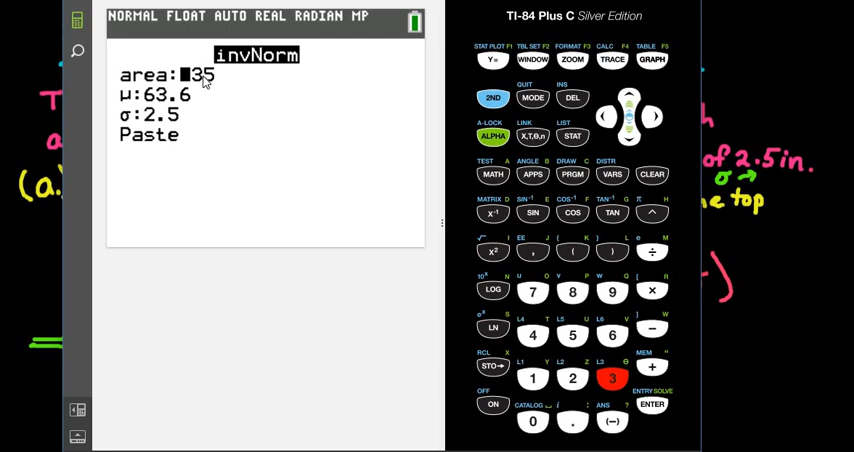 NORMAL FLOAT AUTO REAL RADIAN MP
invNorm
area: 35
μ:63.6
σ:2.5
Paste
TI-84 Plus C Silver Edition
STAT PLOT F1 TBL SET F2 FORMAT F3 CALC F4 TABLE F5
Y= WINDOW ZOOM TRACE GRAPH
QUIT INS
2ND MODE DEL
A-LOCK LINK LIST
ALPHA X,T,Θ,n STAT
TEST A ANGLE B DRAW C DISTR
MATH APPS PRGM VARS CLEAR
MATRIX D SIN⁻¹ E COS⁻¹ F TAN⁻¹ G π H
X⁻¹ SIN COS TAN ^
√ I EE J { K } L e M
X² , ( ) ÷
10ˣ N u O v P w Q [ R
LOG 7 8 9 ×
eˣ S L4 T L5 U L6 V ] W
LN 4 5 6 −
RCL X L1 Y L2 Z L3 Θ MEM "
STO→ 1 2 3 +
OFF CATALOG ⎵ i : ANS ? ENTRY SOLVE
ON 0 . (−) ENTER
T
h
a
of 2.5in.
(a.)
σ →
e top
)